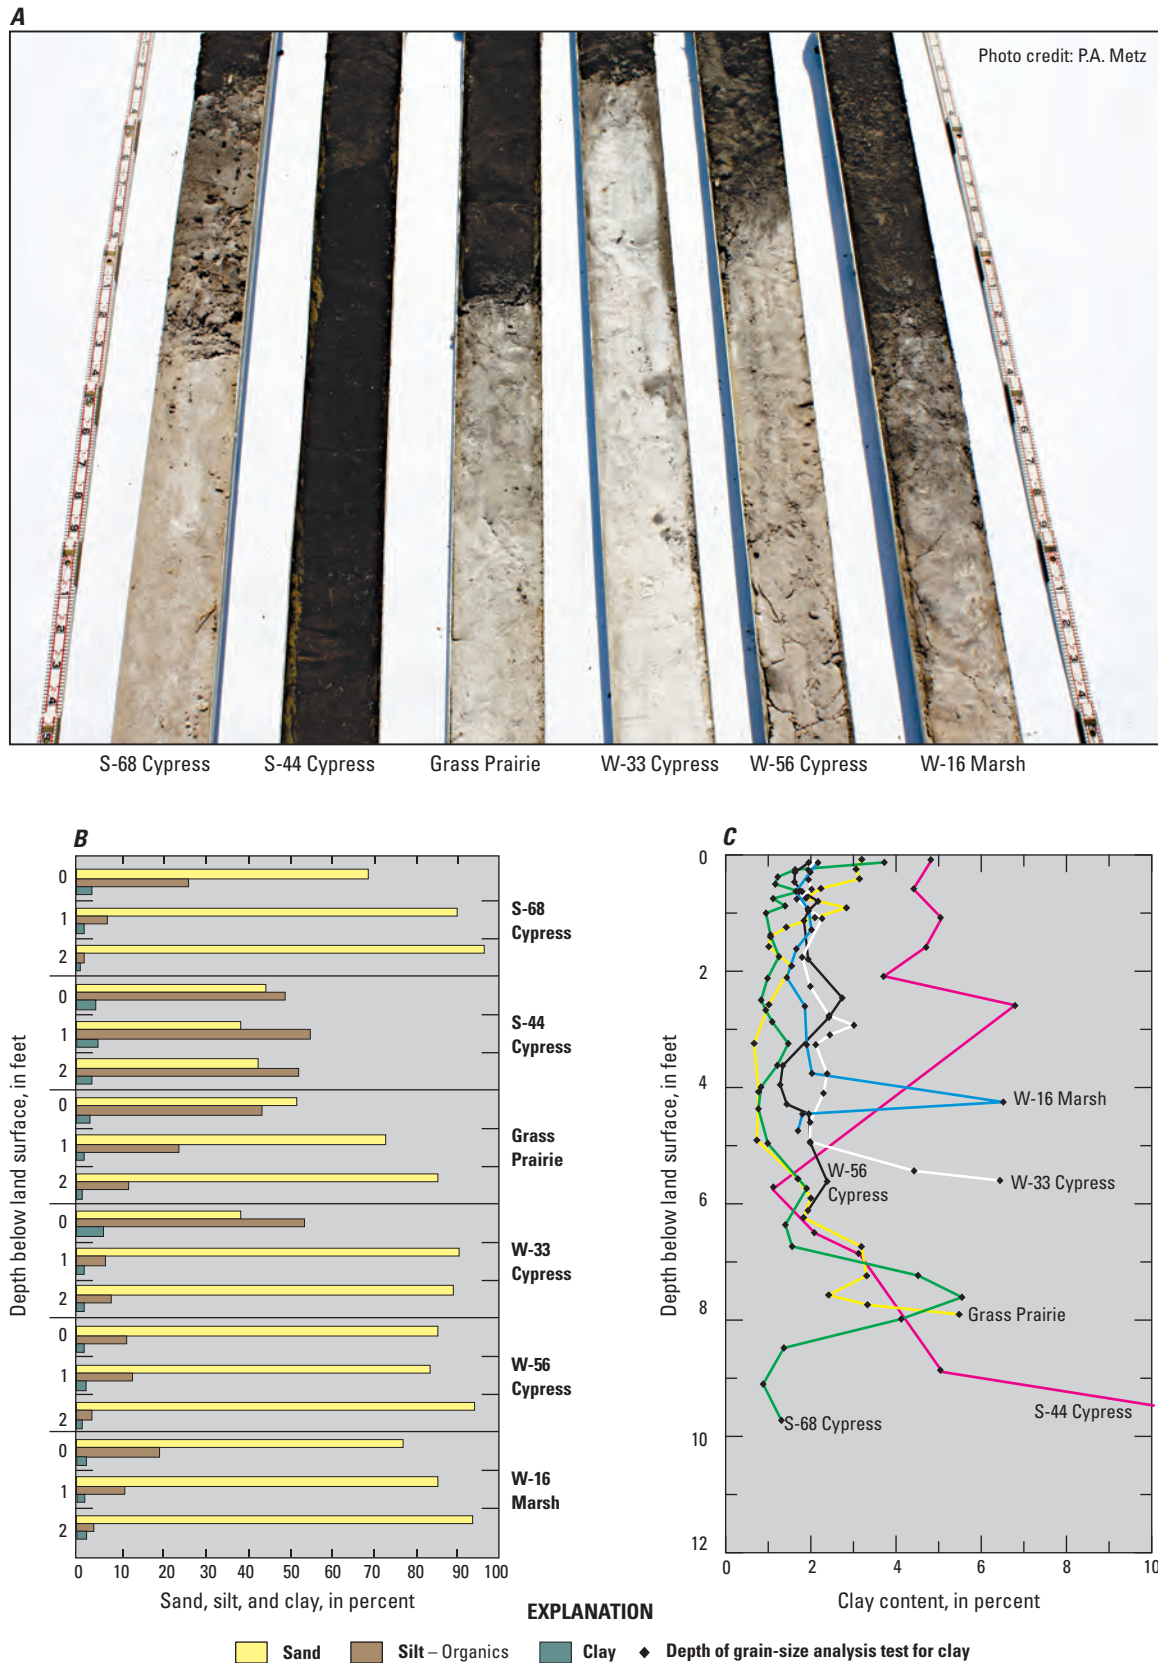 A
Photo credit: P.A. Metz
S-68 Cypress
S-44 Cypress
Grass Prairie
W-33 Cypress
W-56 Cypress
W-16 Marsh
B
Depth below land surface, in feet
0
1
2
S-68
Cypress
0
1
2
S-44
Cypress
0
1
2
Grass
Prairie
0
1
2
W-33
Cypress
0
1
2
W-56
Cypress
0
1
2
W-16
Marsh
0 10 20 30 40 50 60 70 80 90 100
Sand, silt, and clay, in percent
C
Depth below land surface, in feet
0
2
4
6
8
10
12
W-16 Marsh
W-56
Cypress
W-33 Cypress
Grass Prairie
S-44 Cypress
S-68 Cypress
0 2 4 6 8 10
Clay content, in percent
EXPLANATION
Sand
Silt – Organics
Clay
Depth of grain-size analysis test for clay